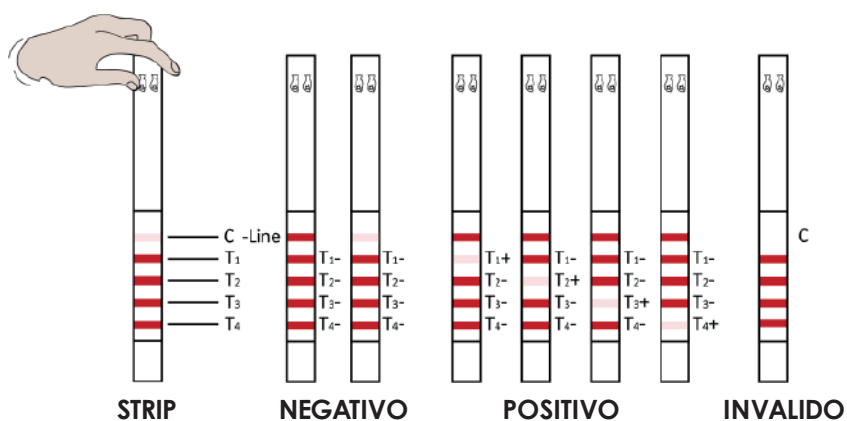 C -Line C
T1 T1- T1- T1+ T1- T1- T1-
T2 T2- T2- T2- T2+ T2- T2-
T3 T3- T3- T3- T3- T3+ T3-
T4 T4- T4- T4- T4- T4- T4+
STRIP NEGATIVO POSITIVO INVALIDO